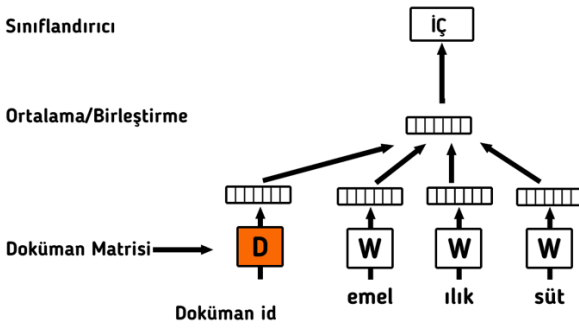 Sınıflandırıcı
İÇ
Ortalama/Birleştirme
Doküman Matrisi
D W W W
emel ılık süt
Doküman id